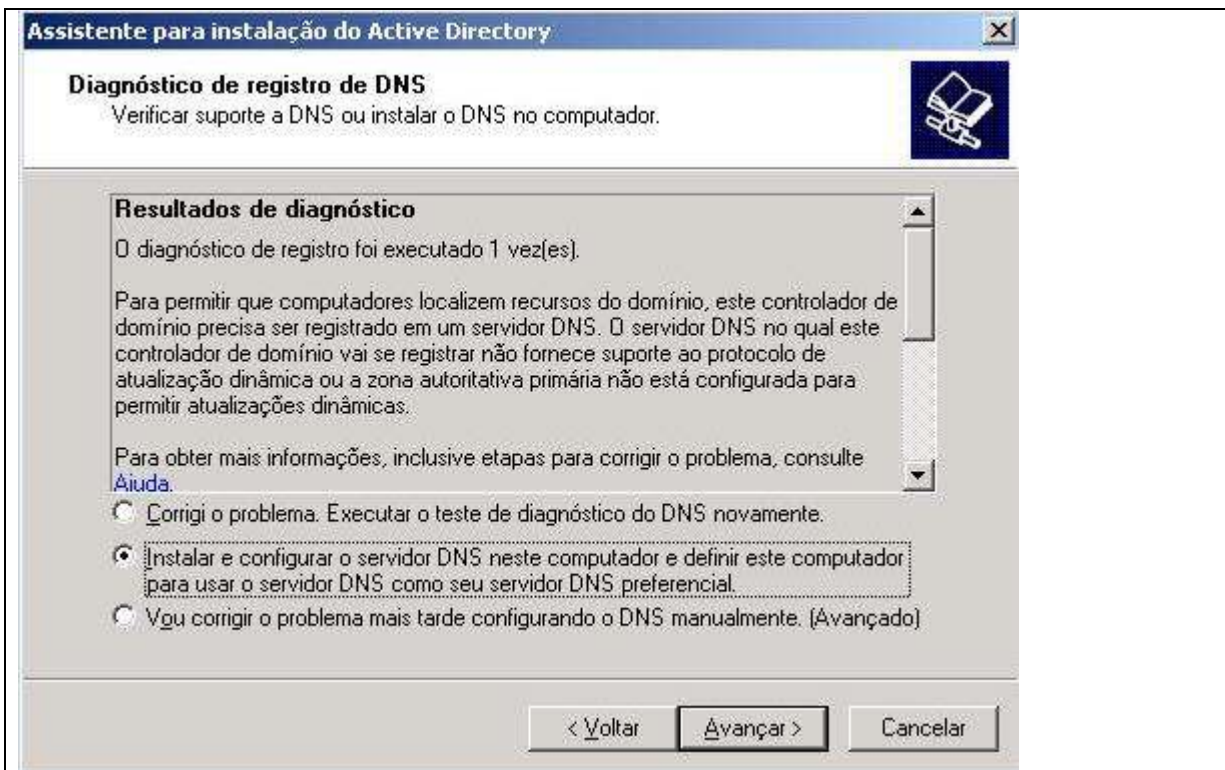 Assistente para instalação do Active Directory
Diagnóstico de registro de DNS
Verificar suporte a DNS ou instalar o DNS no computador.
Resultados de diagnóstico
O diagnóstico de registro foi executado 1 vez(es).
Para permitir que computadores localizem recursos do domínio, este controlador de
domínio precisa ser registrado em um servidor DNS. O servidor DNS no qual este
controlador de domínio vai se registrar não fornece suporte ao protocolo de
atualização dinâmica ou a zona autoritativa primária não está configurada para
permitir atualizações dinâmicas.
Para obter mais informações, inclusive etapas para corrigir o problema, consulte
Ajuda.
Corrigi o problema. Executar o teste de diagnóstico do DNS novamente.
Instalar e configurar o servidor DNS neste computador e definir este computador
para usar o servidor DNS como seu servidor DNS preferencial.
Vou corrigir o problema mais tarde configurando o DNS manualmente. (Avançado)
< Voltar
Avançar >
Cancelar